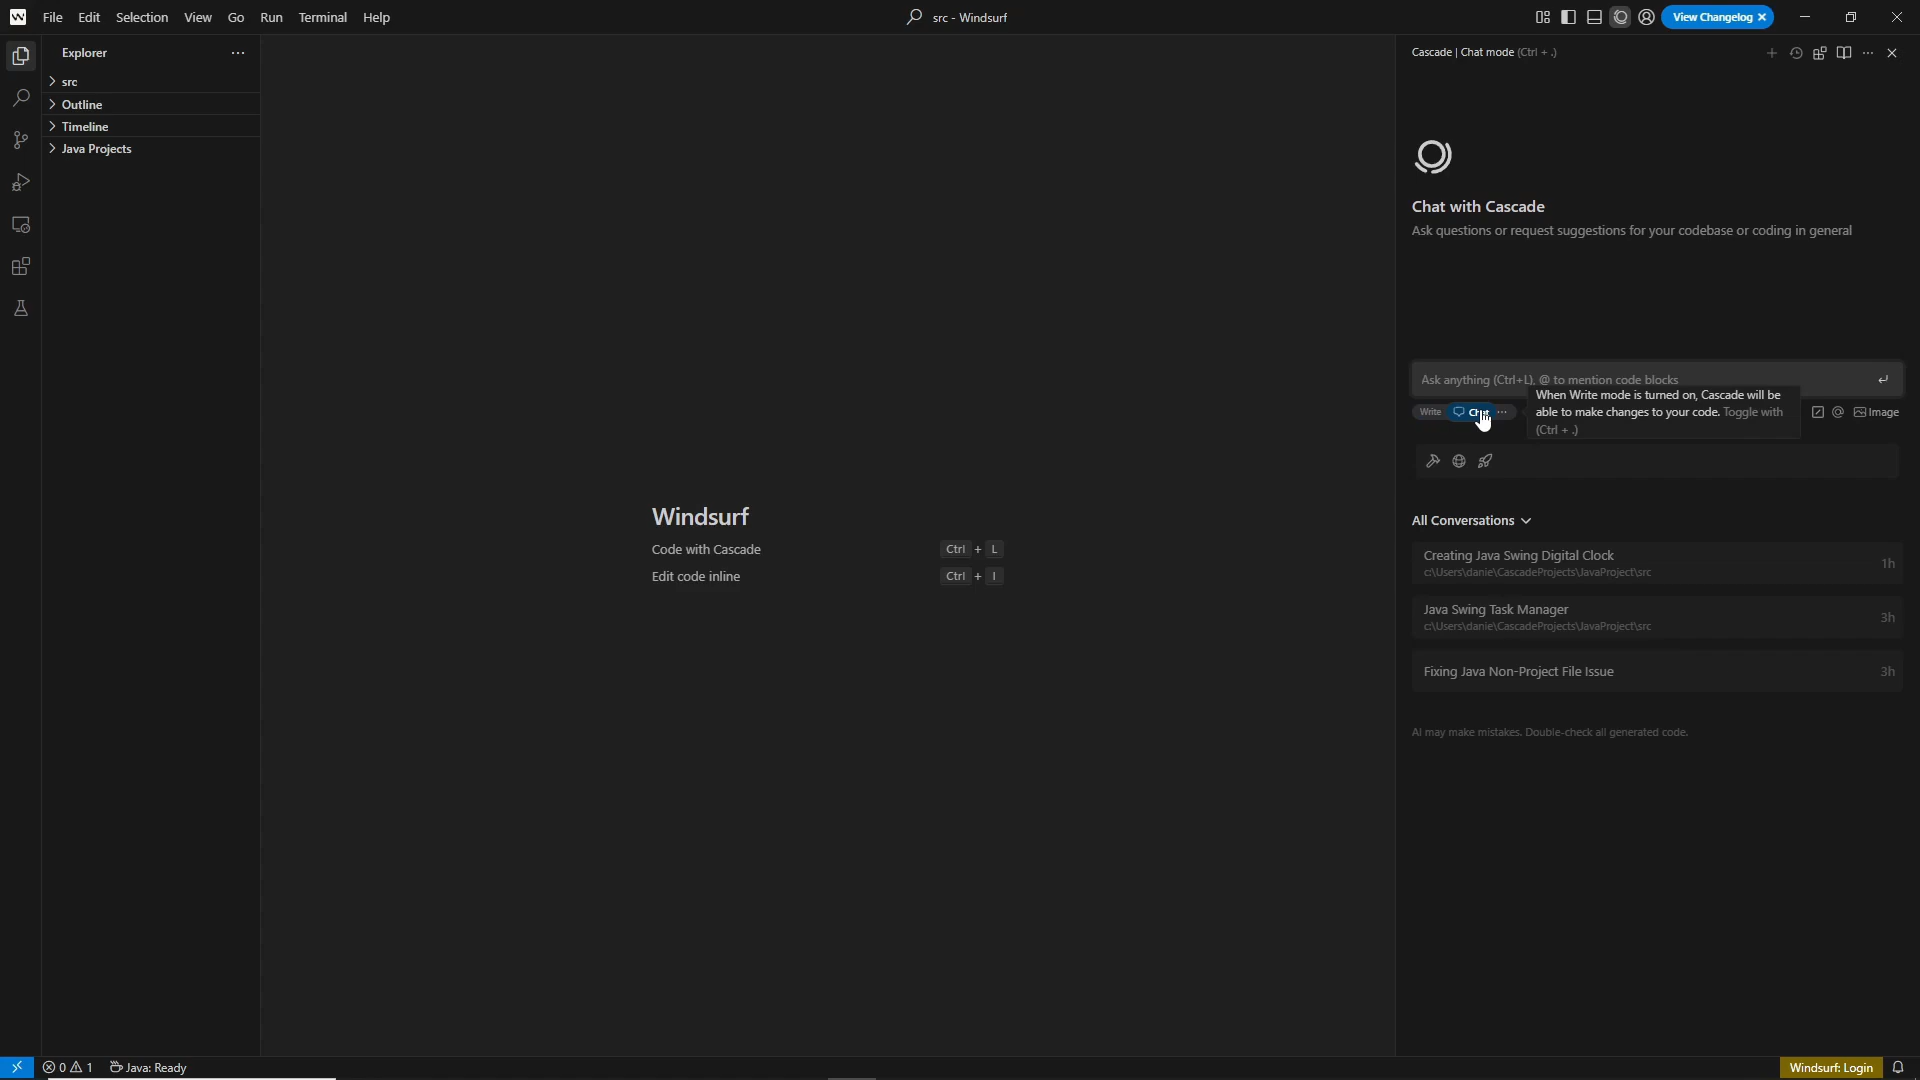 File Edit Selection View Go Run Terminal Help
src - Windsurf
View Changelog
Explorer
src
Outline
Timeline
Java Projects
Windsurf
Code with Cascade Ctrl + L
Edit code inline Ctrl + I
Cascade | Chat mode (Ctrl + .)
Chat with Cascade
Ask questions or request suggestions for your codebase or coding in general
Ask anything (Ctrl+L), @ to mention code blocks
Write Chat ... Image
When Write mode is turned on, Cascade will be
able to make changes to your code. Toggle with
(Ctrl + .)
All Conversations
Creating Java Swing Digital Clock 1h
c:\Users\danie\CascadeProjects\JavaProject\src
Java Swing Task Manager 3h
c:\Users\danie\CascadeProjects\JavaProject\src
Fixing Java Non-Project File Issue 3h
AI may make mistakes. Double-check all generated code.
0 1 Java: Ready
Windsurf: Login